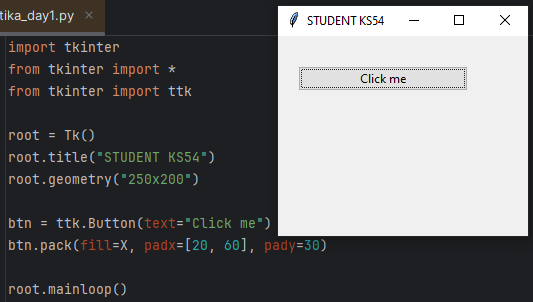 tika_day1.py ×
STUDENT KS54
Click me
import tkinter
from tkinter import *
from tkinter import ttk
root = Tk()
root.title("STUDENT KS54")
root.geometry("250x200")
btn = ttk.Button(text="Click me")
btn.pack(fill=X, padx=[20, 60], pady=30)
root.mainloop()